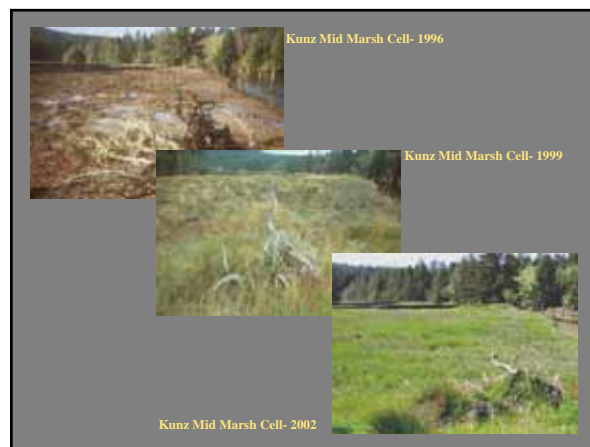 Kunz Mid Marsh Cell- 1996
Kunz Mid Marsh Cell- 1999
Kunz Mid Marsh Cell- 2002